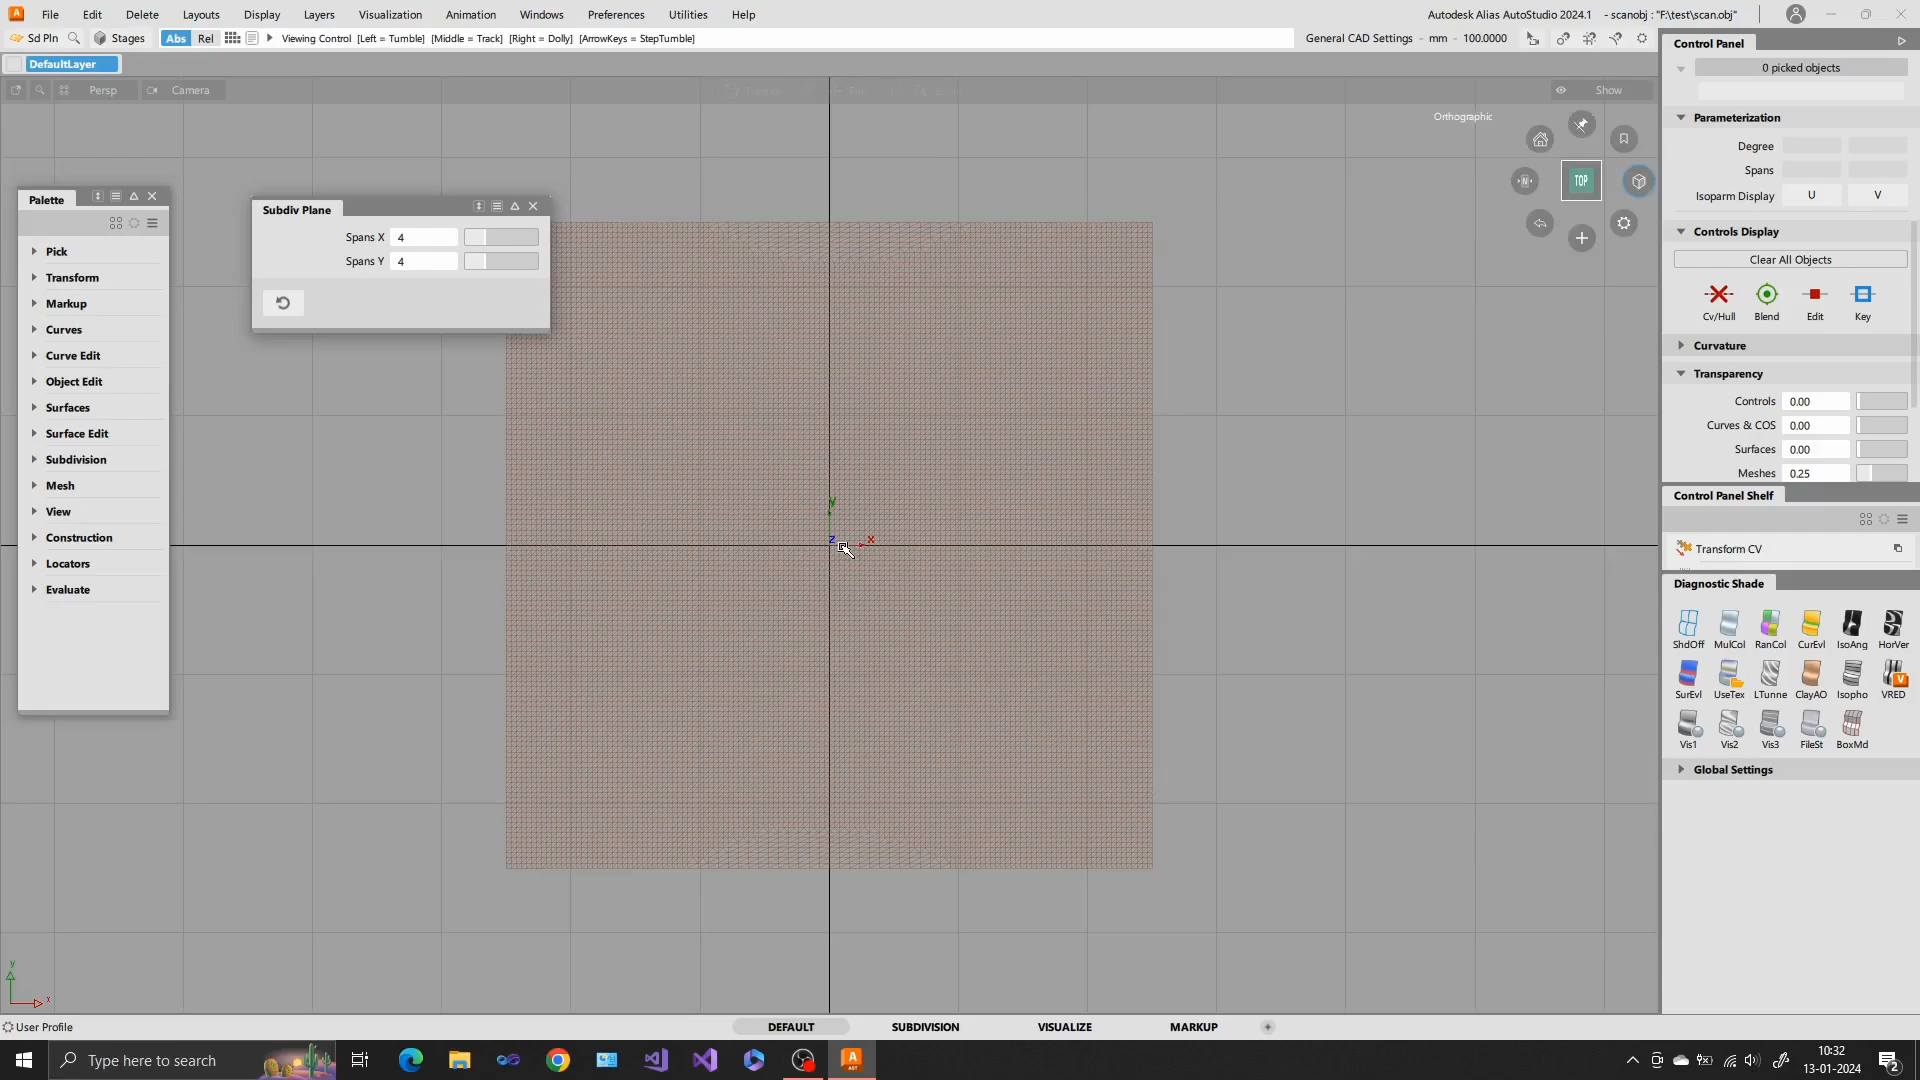 File Edit Delete Layouts Display Layers Visualization Animation Windows Preferences Utilities Help
Autodesk Alias AutoStudio 2024.1 - scanobj : "F:\test\scan.obj"
Sd Pln Stages Abs Rel Viewing Control [Left = Tumble] [Middle = Track] [Right = Dolly] [ArrowKeys = StepTumble]
General CAD Settings - mm - 100.0000
DefaultLayer
Persp Camera
Show
Orthographic
TOP
N
Palette
Pick
Transform
Markup
Curves
Curve Edit
Object Edit
Surfaces
Surface Edit
Subdivision
Mesh
View
Construction
Locators
Evaluate
Subdiv Plane
Spans X 4
Spans Y 4
y
z x
y
x
Control Panel
0 picked objects
Parameterization
Degree
Spans
Isoparm Display U V
Controls Display
Clear All Objects
Cv/Hull Blend Edit Key
Curvature
Transparency
Controls 0.00
Curves & COS 0.00
Surfaces 0.00
Meshes 0.25
Control Panel Shelf
Transform CV
Diagnostic Shade
ShdOff MulCol RanCol CurEvl IsoAng HorVer
SurEvl UseTex LTunne ClayAO Isopho VRED
Vis1 Vis2 Vis3 FileSt BoxMd
Global Settings
User Profile
DEFAULT SUBDIVISION VISUALIZE MARKUP
Type here to search
10:32
13-01-2024
2